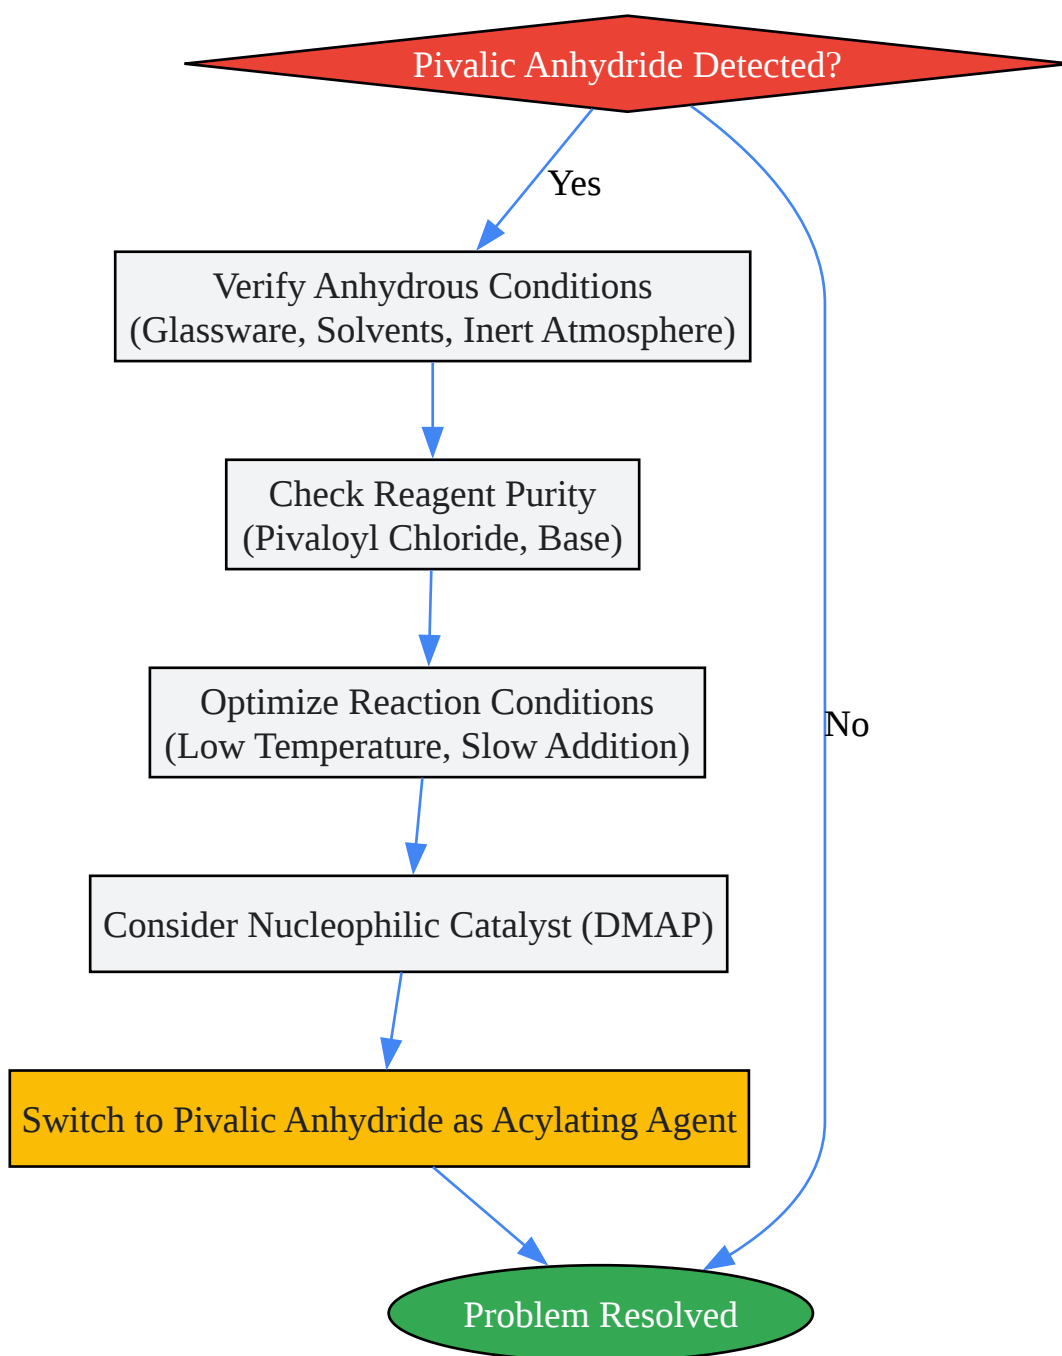 Pivalic Anhydride Detected?
Yes
Verify Anhydrous Conditions
(Glassware, Solvents, Inert Atmosphere)
Check Reagent Purity
(Pivaloyl Chloride, Base)
Optimize Reaction Conditions
(Low Temperature, Slow Addition)
No
Consider Nucleophilic Catalyst (DMAP)
Switch to Pivalic Anhydride as Acylating Agent
Problem Resolved